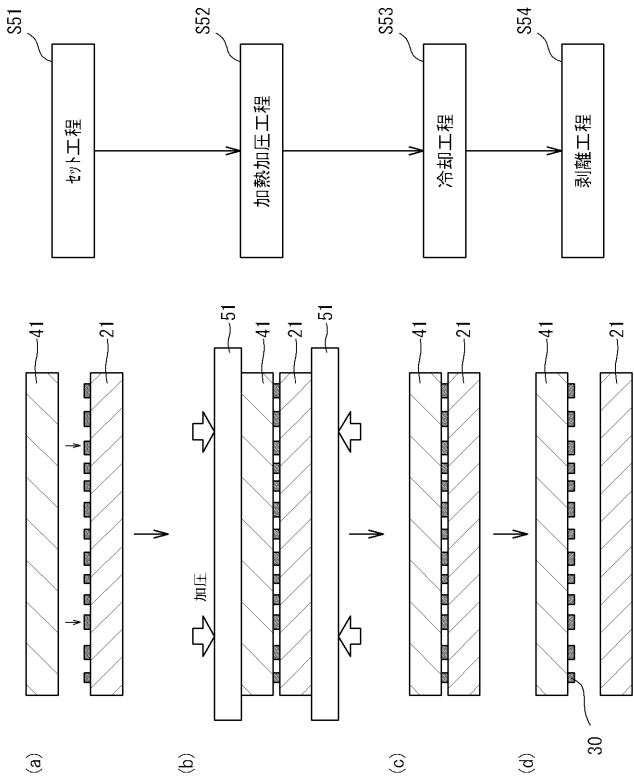 (a)
41
21
セット工程
S51
(b)
加圧
51
41
21
51
加熱加圧工程
S52
(c)
41
21
冷却工程
S53
(d)
41
21
30
剥離工程
S54